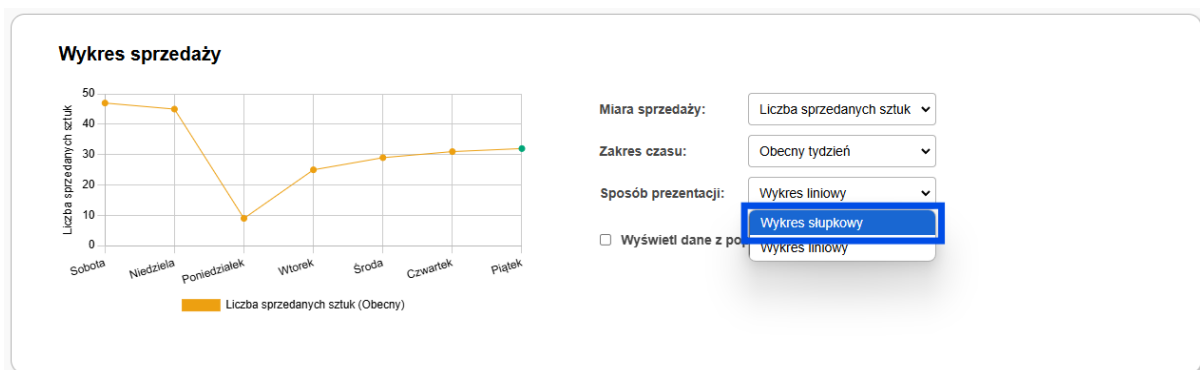 Wykres sprzedaży
50
40
30
20
10
0
Liczba sprzedanych sztuk
Sobota
Niedziela
Poniedziałek
Wtorek
Środa
Czwartek
Piątek
Liczba sprzedanych sztuk (Obecny)
Miara sprzedaży: Liczba sprzedanych sztuk
Zakres czasu: Obecny tydzień
Sposób prezentacji: Wykres liniowy
Wykres słupkowy
Wyświetl dane z
Wykres liniowy